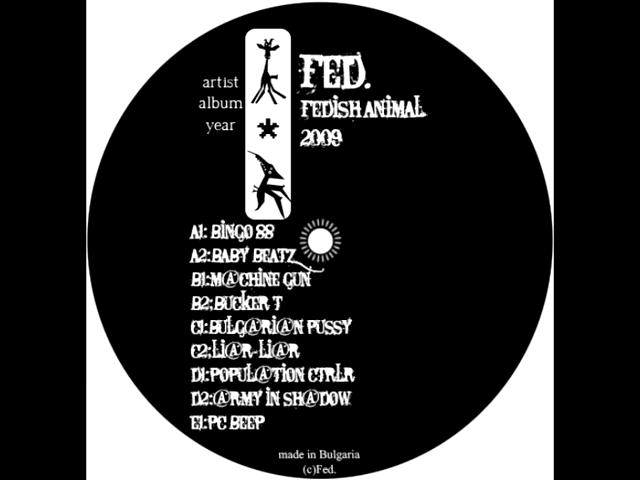 artist FED.
album FEDISH ANIMAL
year 2009
A1: BINGO 88
A2:BABY BEATZ
B1:M@CHINE GUN
B2;BUCKER T
C1:BULG@RI@N PUSSY
C2;LI@R-LI@R
D1:POPUL@TION CTRLR
D2:@RMY IN SH@DOW
E1:PC BEEP
made in Bulgaria
(c)Fed.